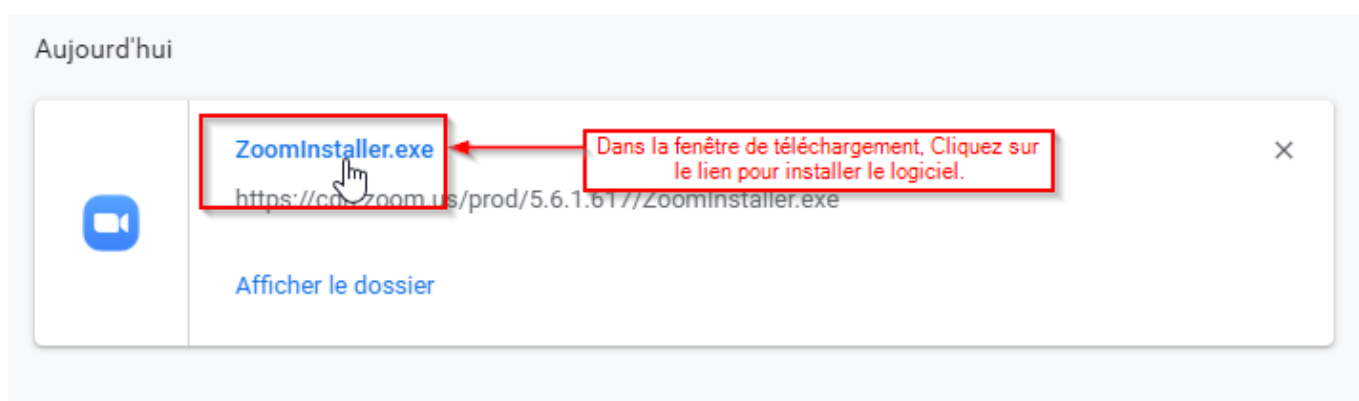 Aujourd'hui
ZoomInstaller.exe
Dans la fenêtre de téléchargement, Cliquez sur
le lien pour installer le logiciel.
https://cdn.zoom.us/prod/5.6.1.617/ZoomInstaller.exe
Afficher le dossier